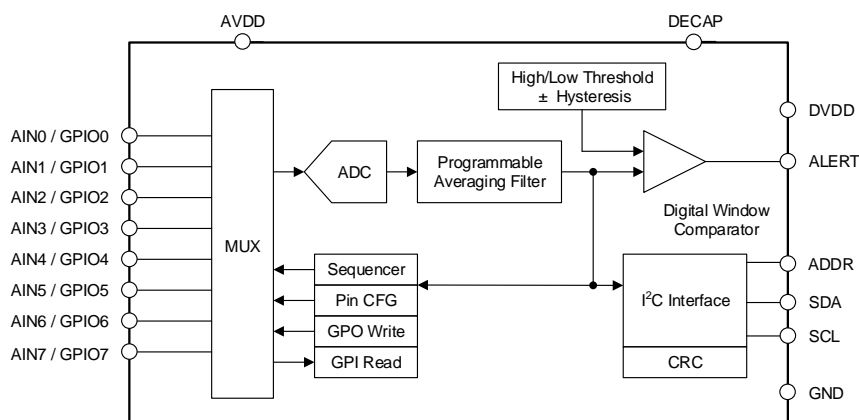 AVDD
DECAP
High/Low Threshold
± Hysteresis
DVDD
AIN0 / GPIO0
AIN1 / GPIO1
AIN2 / GPIO2
AIN3 / GPIO3
AIN4 / GPIO4
AIN5 / GPIO5
AIN6 / GPIO6
AIN7 / GPIO7
MUX
ADC
Programmable
Averaging Filter
ALERT
Digital Window
Comparator
Sequencer
Pin CFG
GPO Write
GPI Read
I²C Interface
CRC
ADDR
SDA
SCL
GND